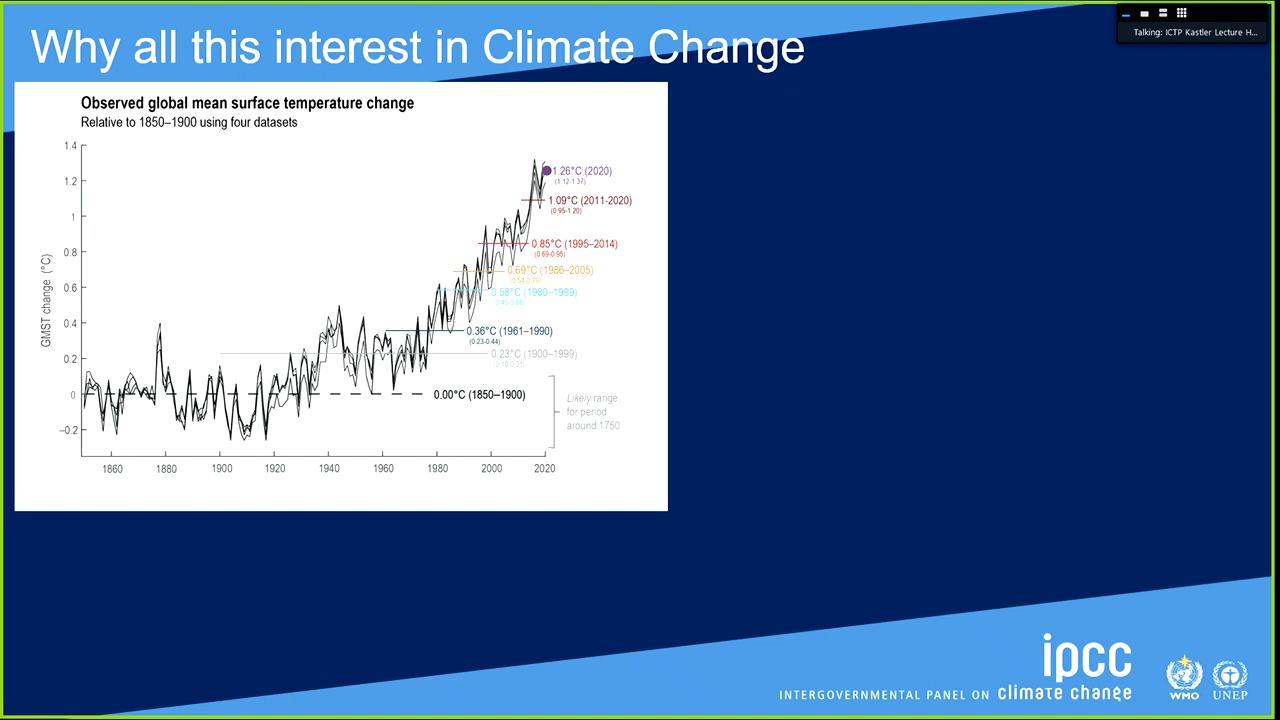 Talking: ICTP Kastler Lecture H...
Why all this interest in Climate Change
Observed global mean surface temperature change
Relative to 1850–1900 using four datasets
GMST change (°C)
1.4
1.2
1
0.8
0.6
0.4
0.2
0
−0.2
1.26°C (2020)
(1.12-1.37)
1.09°C (2011-2020)
(0.95-1.20)
0.85°C (1995–2014)
(0.69-0.95)
0.69°C (1986–2005)
(0.54-0.79)
0.58°C (1980–1999)
0.36°C (1961–1990)
(0.23-0.44)
0.23°C (1900–1999)
0.00°C (1850–1900)
Likely range
for period
around 1750
1860 1880 1900 1920 1940 1960 1980 2000 2020
ipcc
INTERGOVERNMENTAL PANEL ON climate change
WMO
UNEP